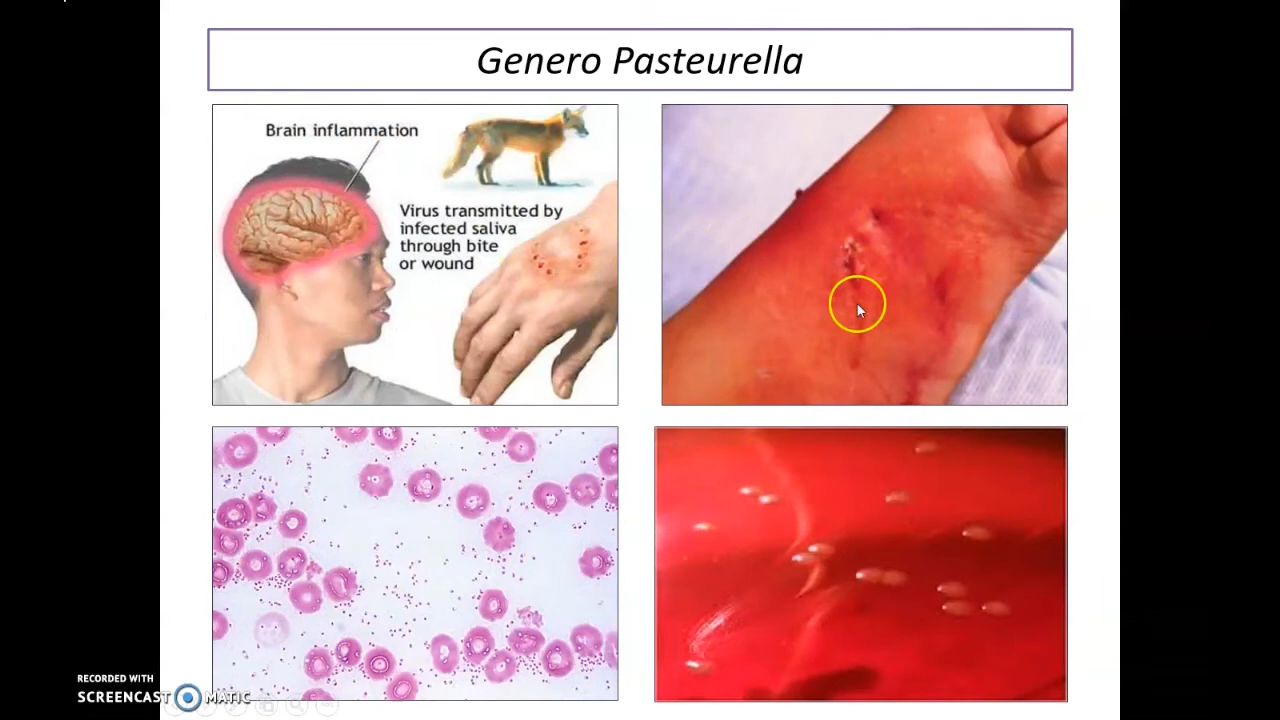 Genero Pasteurella
Brain inflammation
Virus transmitted by
infected saliva
through bite
or wound
RECORDED WITH
SCREENCAST MATIC